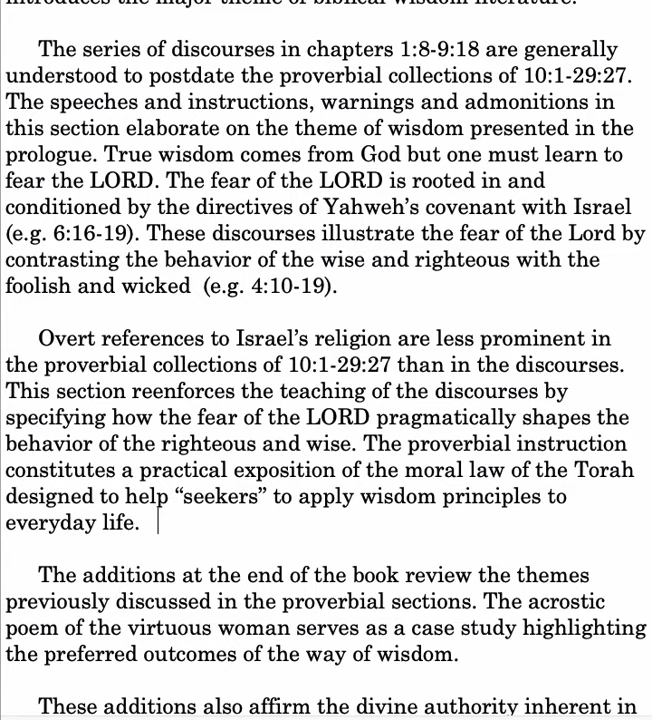 introduces the major theme of biblical wisdom literature.
The series of discourses in chapters 1:8-9:18 are generally
understood to postdate the proverbial collections of 10:1-29:27.
The speeches and instructions, warnings and admonitions in
this section elaborate on the theme of wisdom presented in the
prologue. True wisdom comes from God but one must learn to
fear the LORD. The fear of the LORD is rooted in and
conditioned by the directives of Yahweh’s covenant with Israel
(e.g. 6:16-19). These discourses illustrate the fear of the Lord by
contrasting the behavior of the wise and righteous with the
foolish and wicked  (e.g. 4:10-19).
Overt references to Israel’s religion are less prominent in
the proverbial collections of 10:1-29:27 than in the discourses.
This section reenforces the teaching of the discourses by
specifying how the fear of the LORD pragmatically shapes the
behavior of the righteous and wise. The proverbial instruction
constitutes a practical exposition of the moral law of the Torah
designed to help “seekers” to apply wisdom principles to
everyday life.
The additions at the end of the book review the themes
previously discussed in the proverbial sections. The acrostic
poem of the virtuous woman serves as a case study highlighting
the preferred outcomes of the way of wisdom.
These additions also affirm the divine authority inherent in